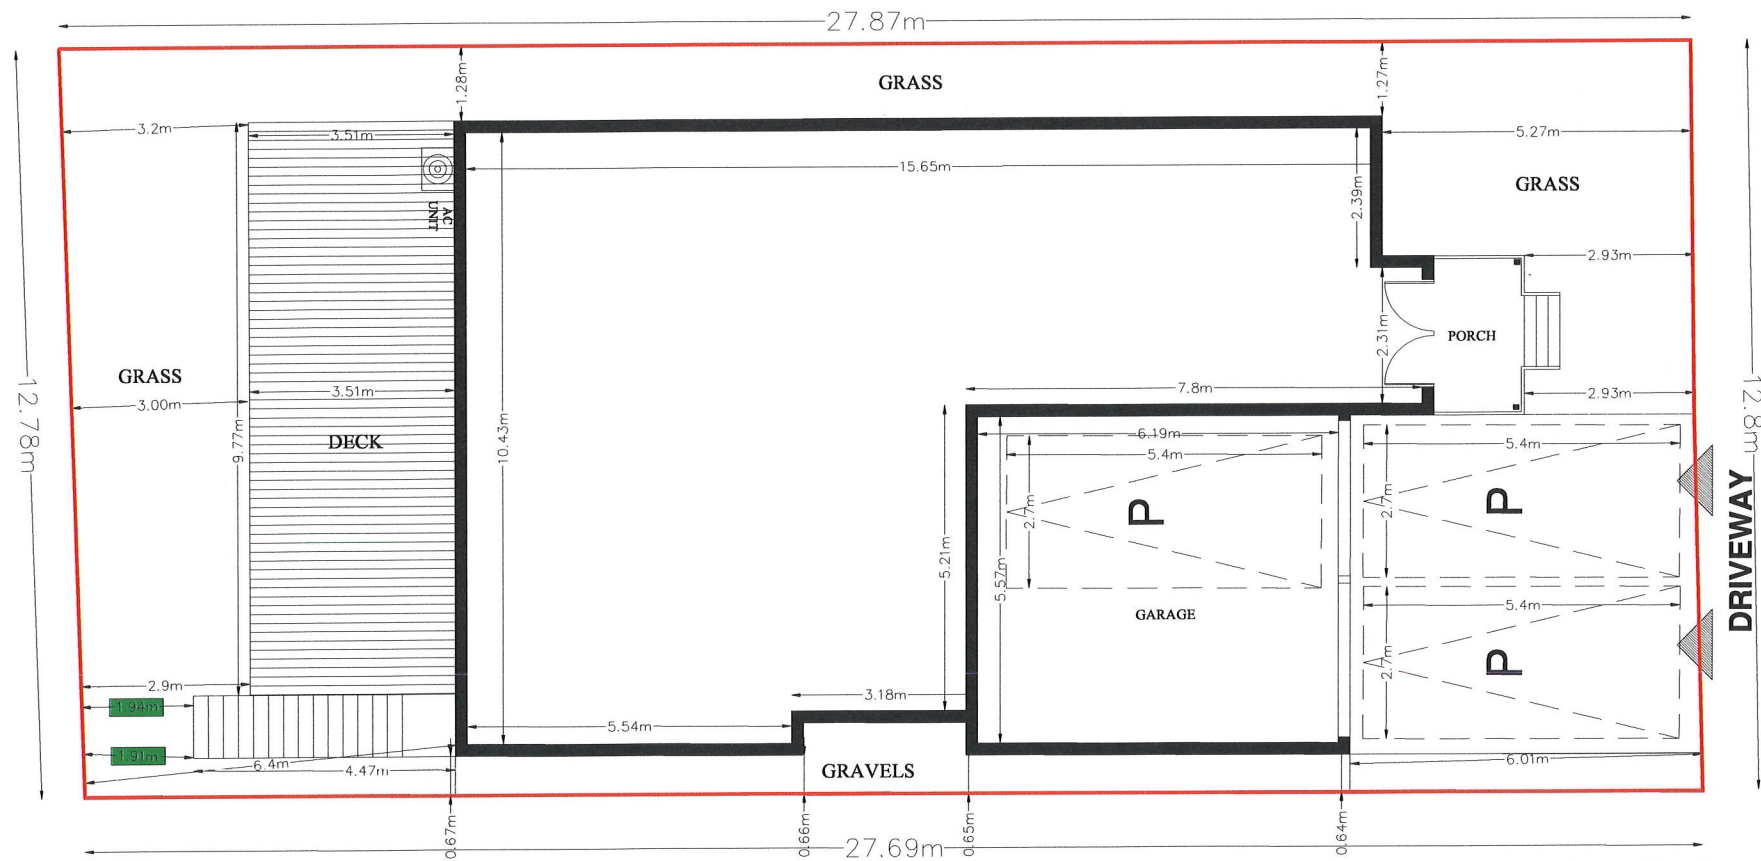 27.87m
1.28m
GRASS
1.27m
3.2m
3.51m
5.27m
15.65m
AC
UNIT
2.39m
GRASS
2.93m
2.31m
PORCH
12.78m
GRASS
3.00m
3.51m
7.8m
2.93m
12.8m
9.77m
DECK
10.43m
6.19m
5.4m
5.4m
2.7m
P
2.7m
P
5.21m
5.57m
DRIVEWAY
GARAGE
5.4m
2.7m
P
2.9m
1.94m
3.18m
5.54m
1.91m
6.4m
4.47m
GRAVELS
6.01m
0.67m
0.66m
0.65m
0.64m
27.69m